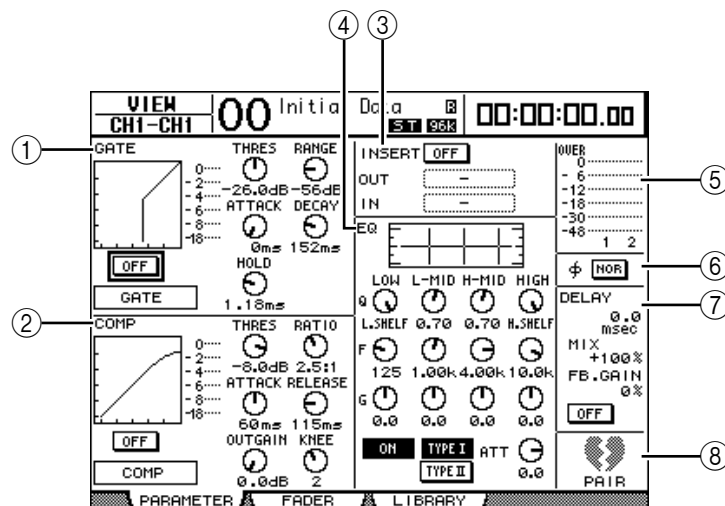 ④ ③
VIEW
CH1-CH1
00 Initial Data R
ST 96k
00:00:00.00
①
GATE
THRES RANGE
0
-2
-4
-6
-8
-18
-26.0dB -56dB
ATTACK DECAY
0ms 152ms
HOLD
1.18ms
OFF
GATE
②
COMP
THRES RATIO
0
-2
-4
-6
-8
-18
-8.0dB 2.5:1
ATTACK RELEASE
60ms 115ms
OUTGAIN KNEE
0.0dB 2
OFF
COMP
INSERT OFF
OUT -
IN -
EQ
LOW L-MID H-MID HIGH
Q
L.SHELF 0.70 0.70 H.SHELF
F
125 1.00k 4.00k 10.0k
G
0.0 0.0 0.0 0.0
ON TYPE I ATT
TYPE II 0.0
OVER
0
-6
-12
-18
-30
-48
1 2
⑤
ϕ NOR
⑥
DELAY
⑦
0.0
msec
MIX
+100%
FB.GAIN
0%
OFF
⑧
PAIR
PARAMETER FADER LIBRARY